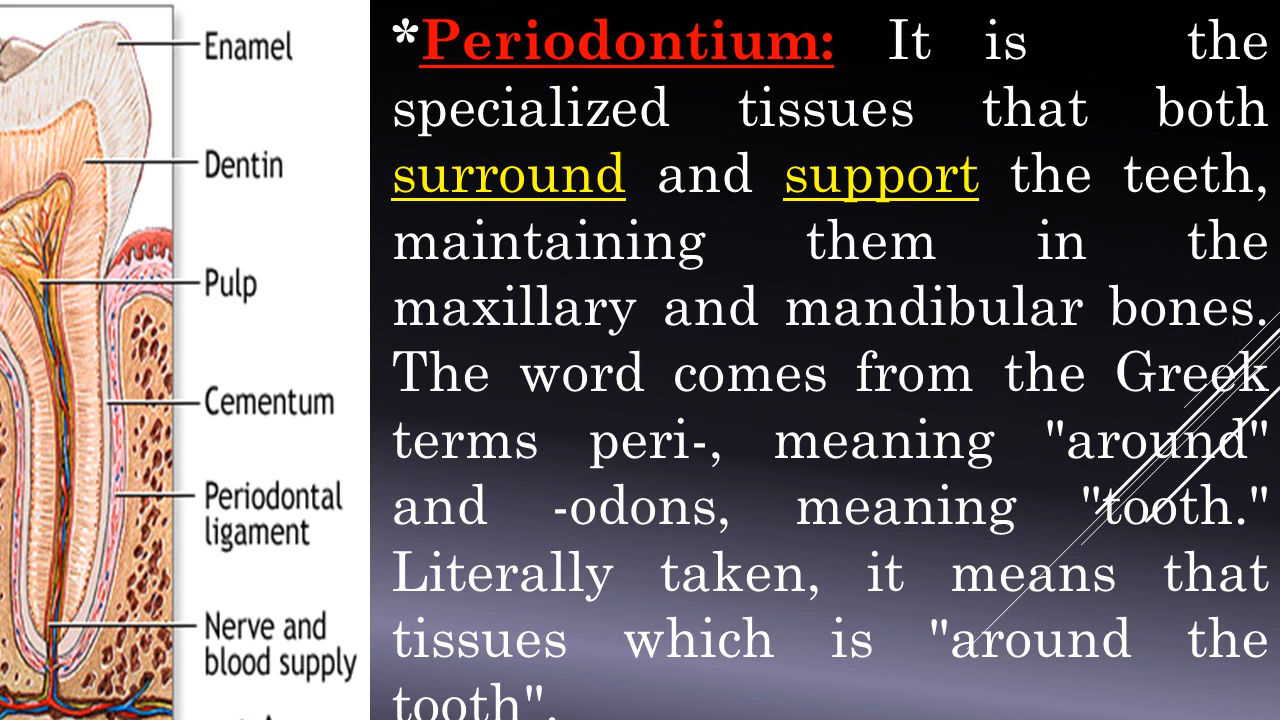 Enamel
Dentin
Pulp
Cementum
Periodontal
ligament
Nerve and
blood supply
*Periodontium: It is the
specialized tissues that both
surround and support the teeth,
maintaining them in the
maxillary and mandibular bones.
The word comes from the Greek
terms peri-, meaning "around"
and -odons, meaning "tooth."
Literally taken, it means that
tissues which is "around the
tooth".